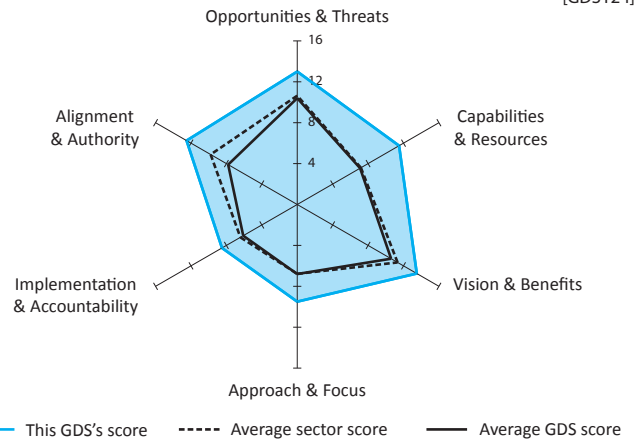 [GDS124]
Opportunities & Threats
16
12
8
4
Alignment
& Authority
Capabilities
& Resources
Implementation
& Accountability
Vision & Benefits
Approach & Focus
This GDS's score
Average sector score
Average GDS score